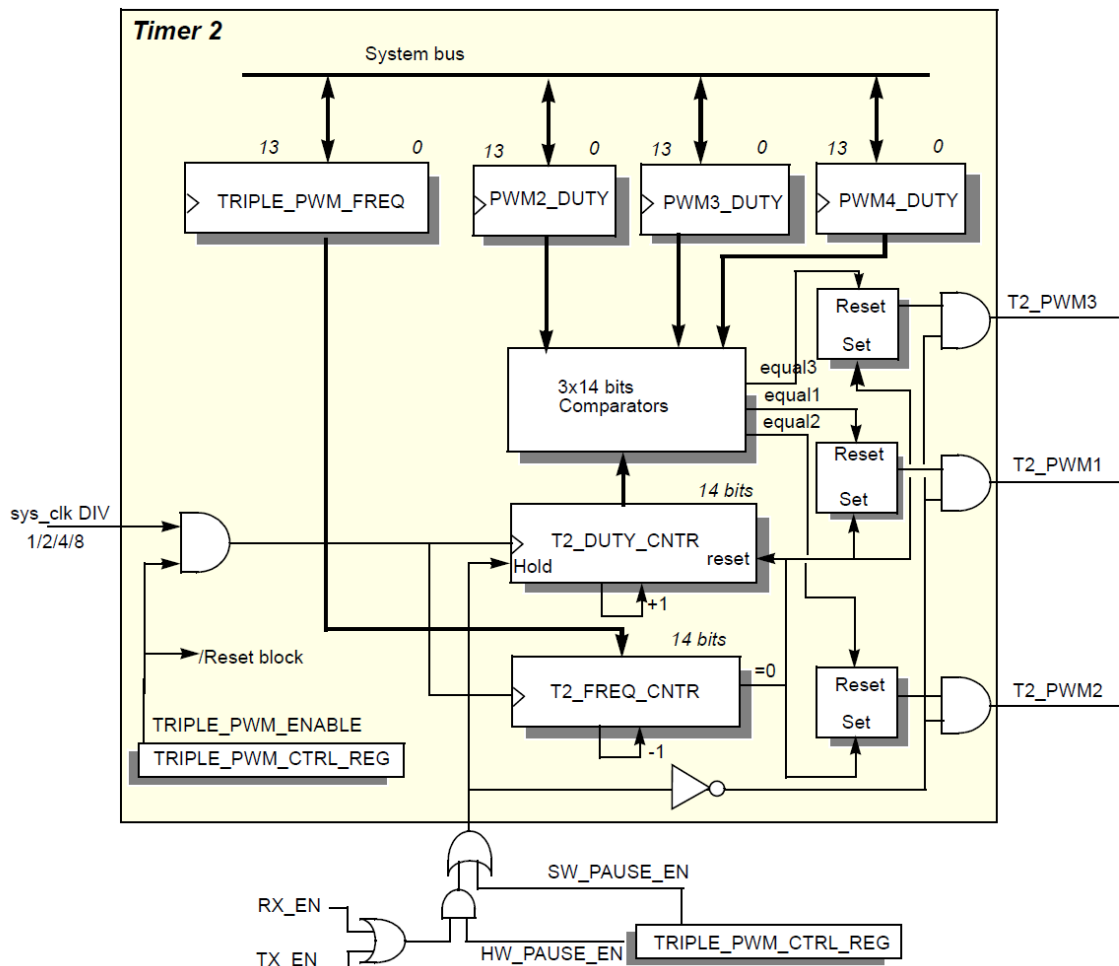 Timer 2
System bus
13 0
13 0
13 0
13 0
TRIPLE_PWM_FREQ
PWM2_DUTY
PWM3_DUTY
PWM4_DUTY
Reset
Set
T2_PWM3
3x14 bits
Comparators
equal3
equal1
equal2
Reset
Set
T2_PWM1
sys_clk DIV
1/2/4/8
14 bits
T2_DUTY_CNTR
Hold
reset
+1
14 bits
/Reset block
T2_FREQ_CNTR
=0
-1
Reset
Set
T2_PWM2
TRIPLE_PWM_ENABLE
TRIPLE_PWM_CTRL_REG
SW_PAUSE_EN
RX_EN
TX_EN
HW_PAUSE_EN
TRIPLE_PWM_CTRL_REG